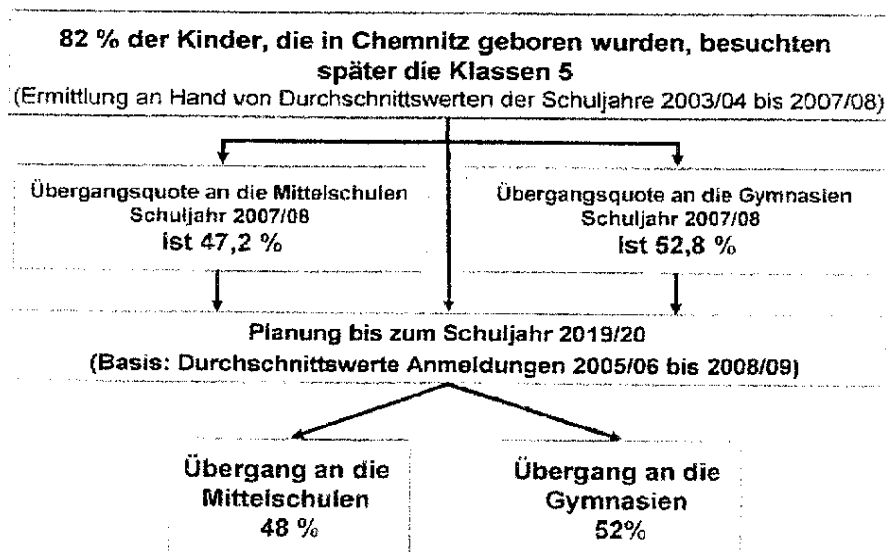 82 % der Kinder, die in Chemnitz geboren wurden, besuchten
später die Klassen 5
(Ermittlung an Hand von Durchschnittswerten der Schuljahre 2003/04 bis 2007/08)
Übergangsquote an die Mittelschulen
Schuljahr 2007/08
ist 47,2 %
Übergangsquote an die Gymnasien
Schuljahr 2007/08
ist 52,8 %
Planung bis zum Schuljahr 2019/20
(Basis: Durchschnittswerte Anmeldungen 2005/06 bis 2008/09)
Übergang an die
Mittelschulen
48 %
Übergang an die
Gymnasien
52%